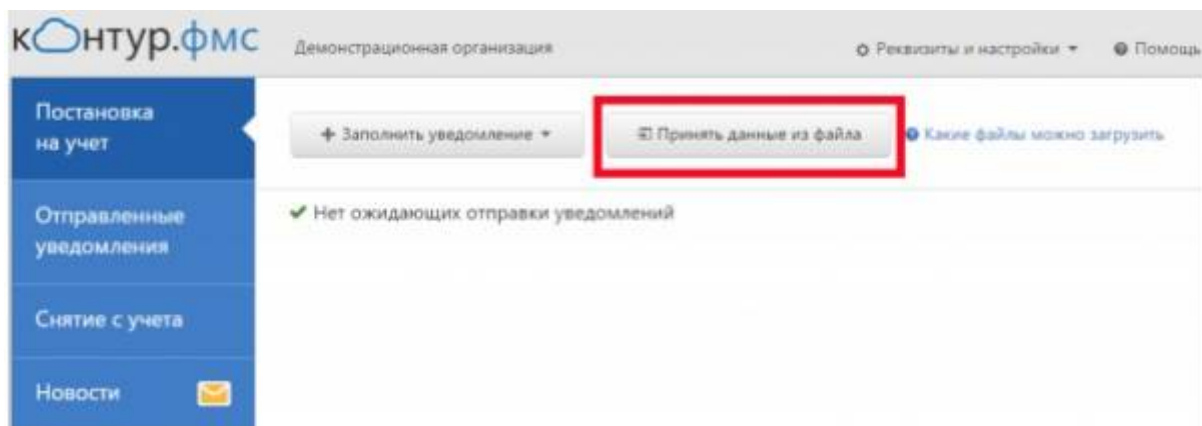 контур.фмс
Демонстрационная организация
Реквизиты и настройки
Помощь
Постановка
на учет
+ Заполнить уведомление
Принять данные из файла
Какие файлы можно загрузить
Нет ожидающих отправки уведомлений
Отправленные
уведомления
Снятие с учета
Новости